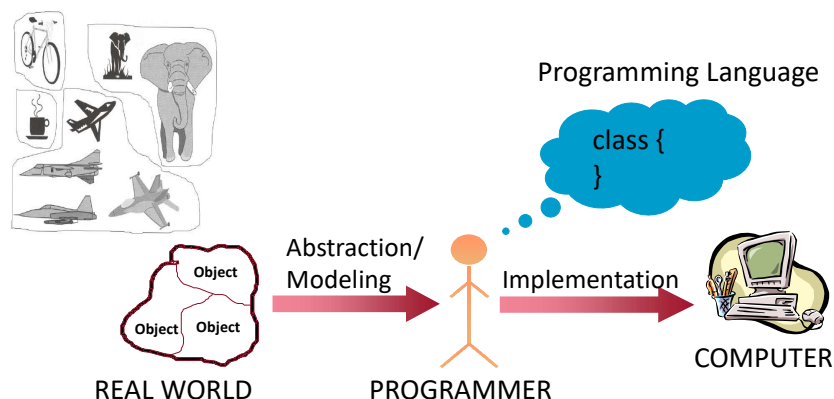 Programming Language
class {
}
Object
Object
Object
Abstraction/
Modeling
Implementation
REAL WORLD
PROGRAMMER
COMPUTER